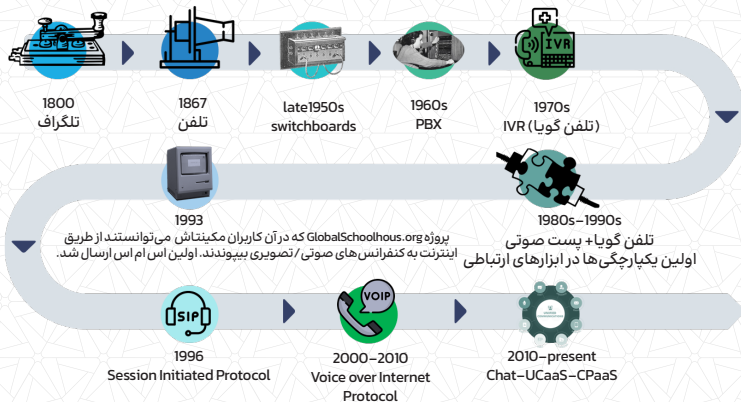 IVR
1800
تلگراف
1867
تلفن
late1950s
switchboards
1960s
PBX
1970s
IVR (تلفن گویا)
1980s–1990s
تلفن گویا+ پست صوتی
اولین یکپارچگی‌ها در ابزارهای ارتباطی
1993
پروژه GlobalSchoolhous.org که در آن کاربران مکینتاش می‌توانستند از طریق
اینترنت به کنفرانس‌های صوتی/تصویری بپیوندند. اولین اس ام اس ارسال شد.
SIP
1996
Session Initiated Protocol
VOIP
2000–2010
Voice over Internet
Protocol
2010–present
Chat–UCaaS–CPaaS